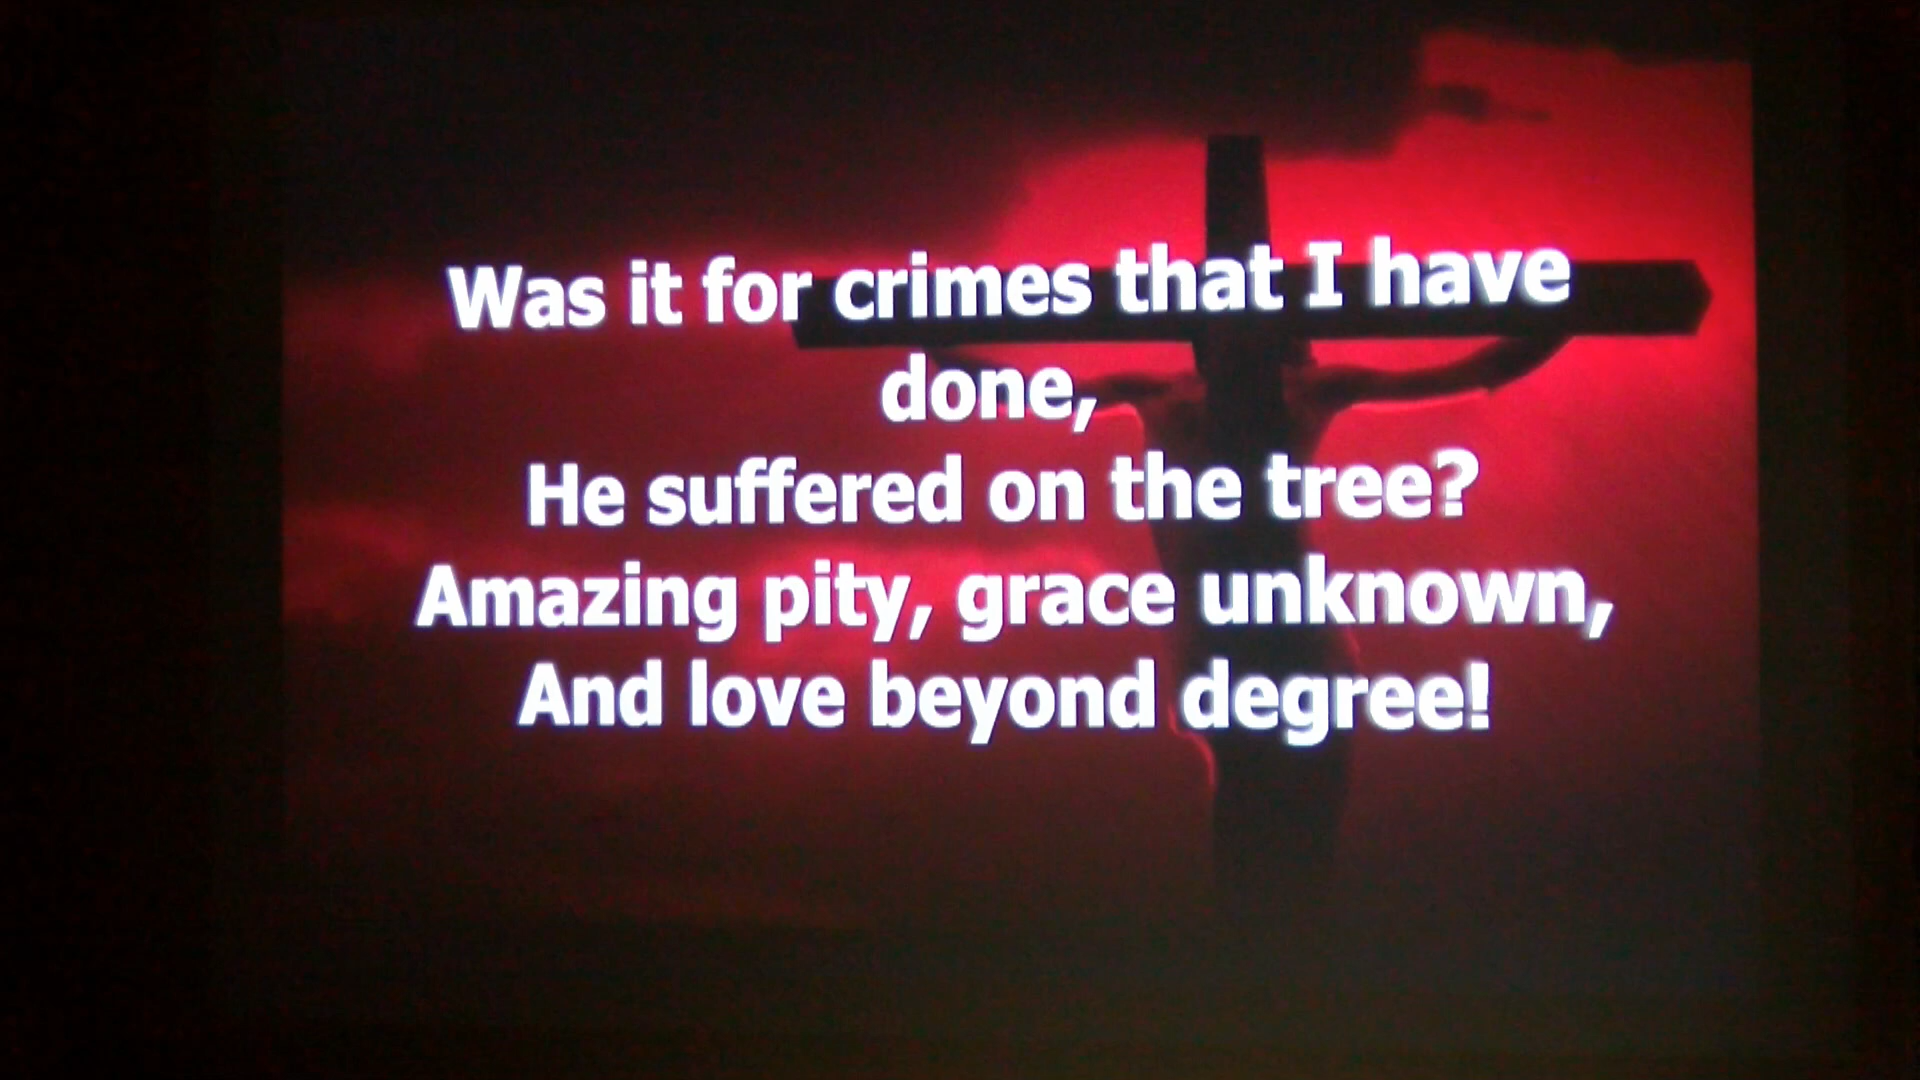 Was it for crimes that I have
done,
He suffered on the tree?
Amazing pity, grace unknown,
And love beyond degree!